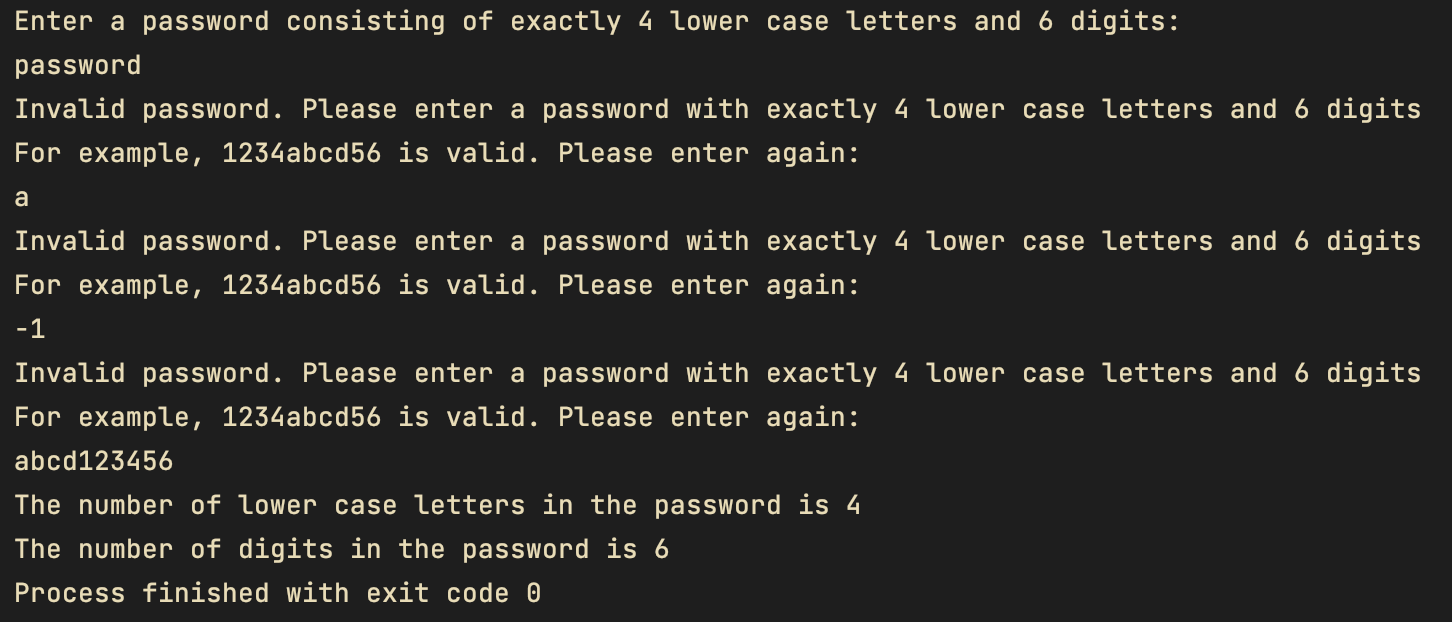 Enter a password consisting of exactly 4 lower case letters and 6 digits:
password
Invalid password. Please enter a password with exactly 4 lower case letters and 6 digits
For example, 1234abcd56 is valid. Please enter again:
a
Invalid password. Please enter a password with exactly 4 lower case letters and 6 digits
For example, 1234abcd56 is valid. Please enter again:
-1
Invalid password. Please enter a password with exactly 4 lower case letters and 6 digits
For example, 1234abcd56 is valid. Please enter again:
abcd123456
The number of lower case letters in the password is 4
The number of digits in the password is 6
Process finished with exit code 0